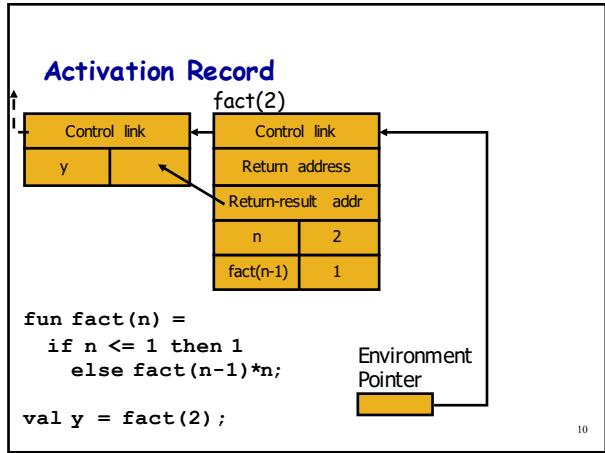 Activation Record
fact(2)
Control link
y
Control link
Return address
Return-result addr
n 2
fact(n-1) 1
fun fact(n) =
if n <= 1 then 1
else fact(n-1)*n;
val y = fact(2);
Environment
Pointer
10